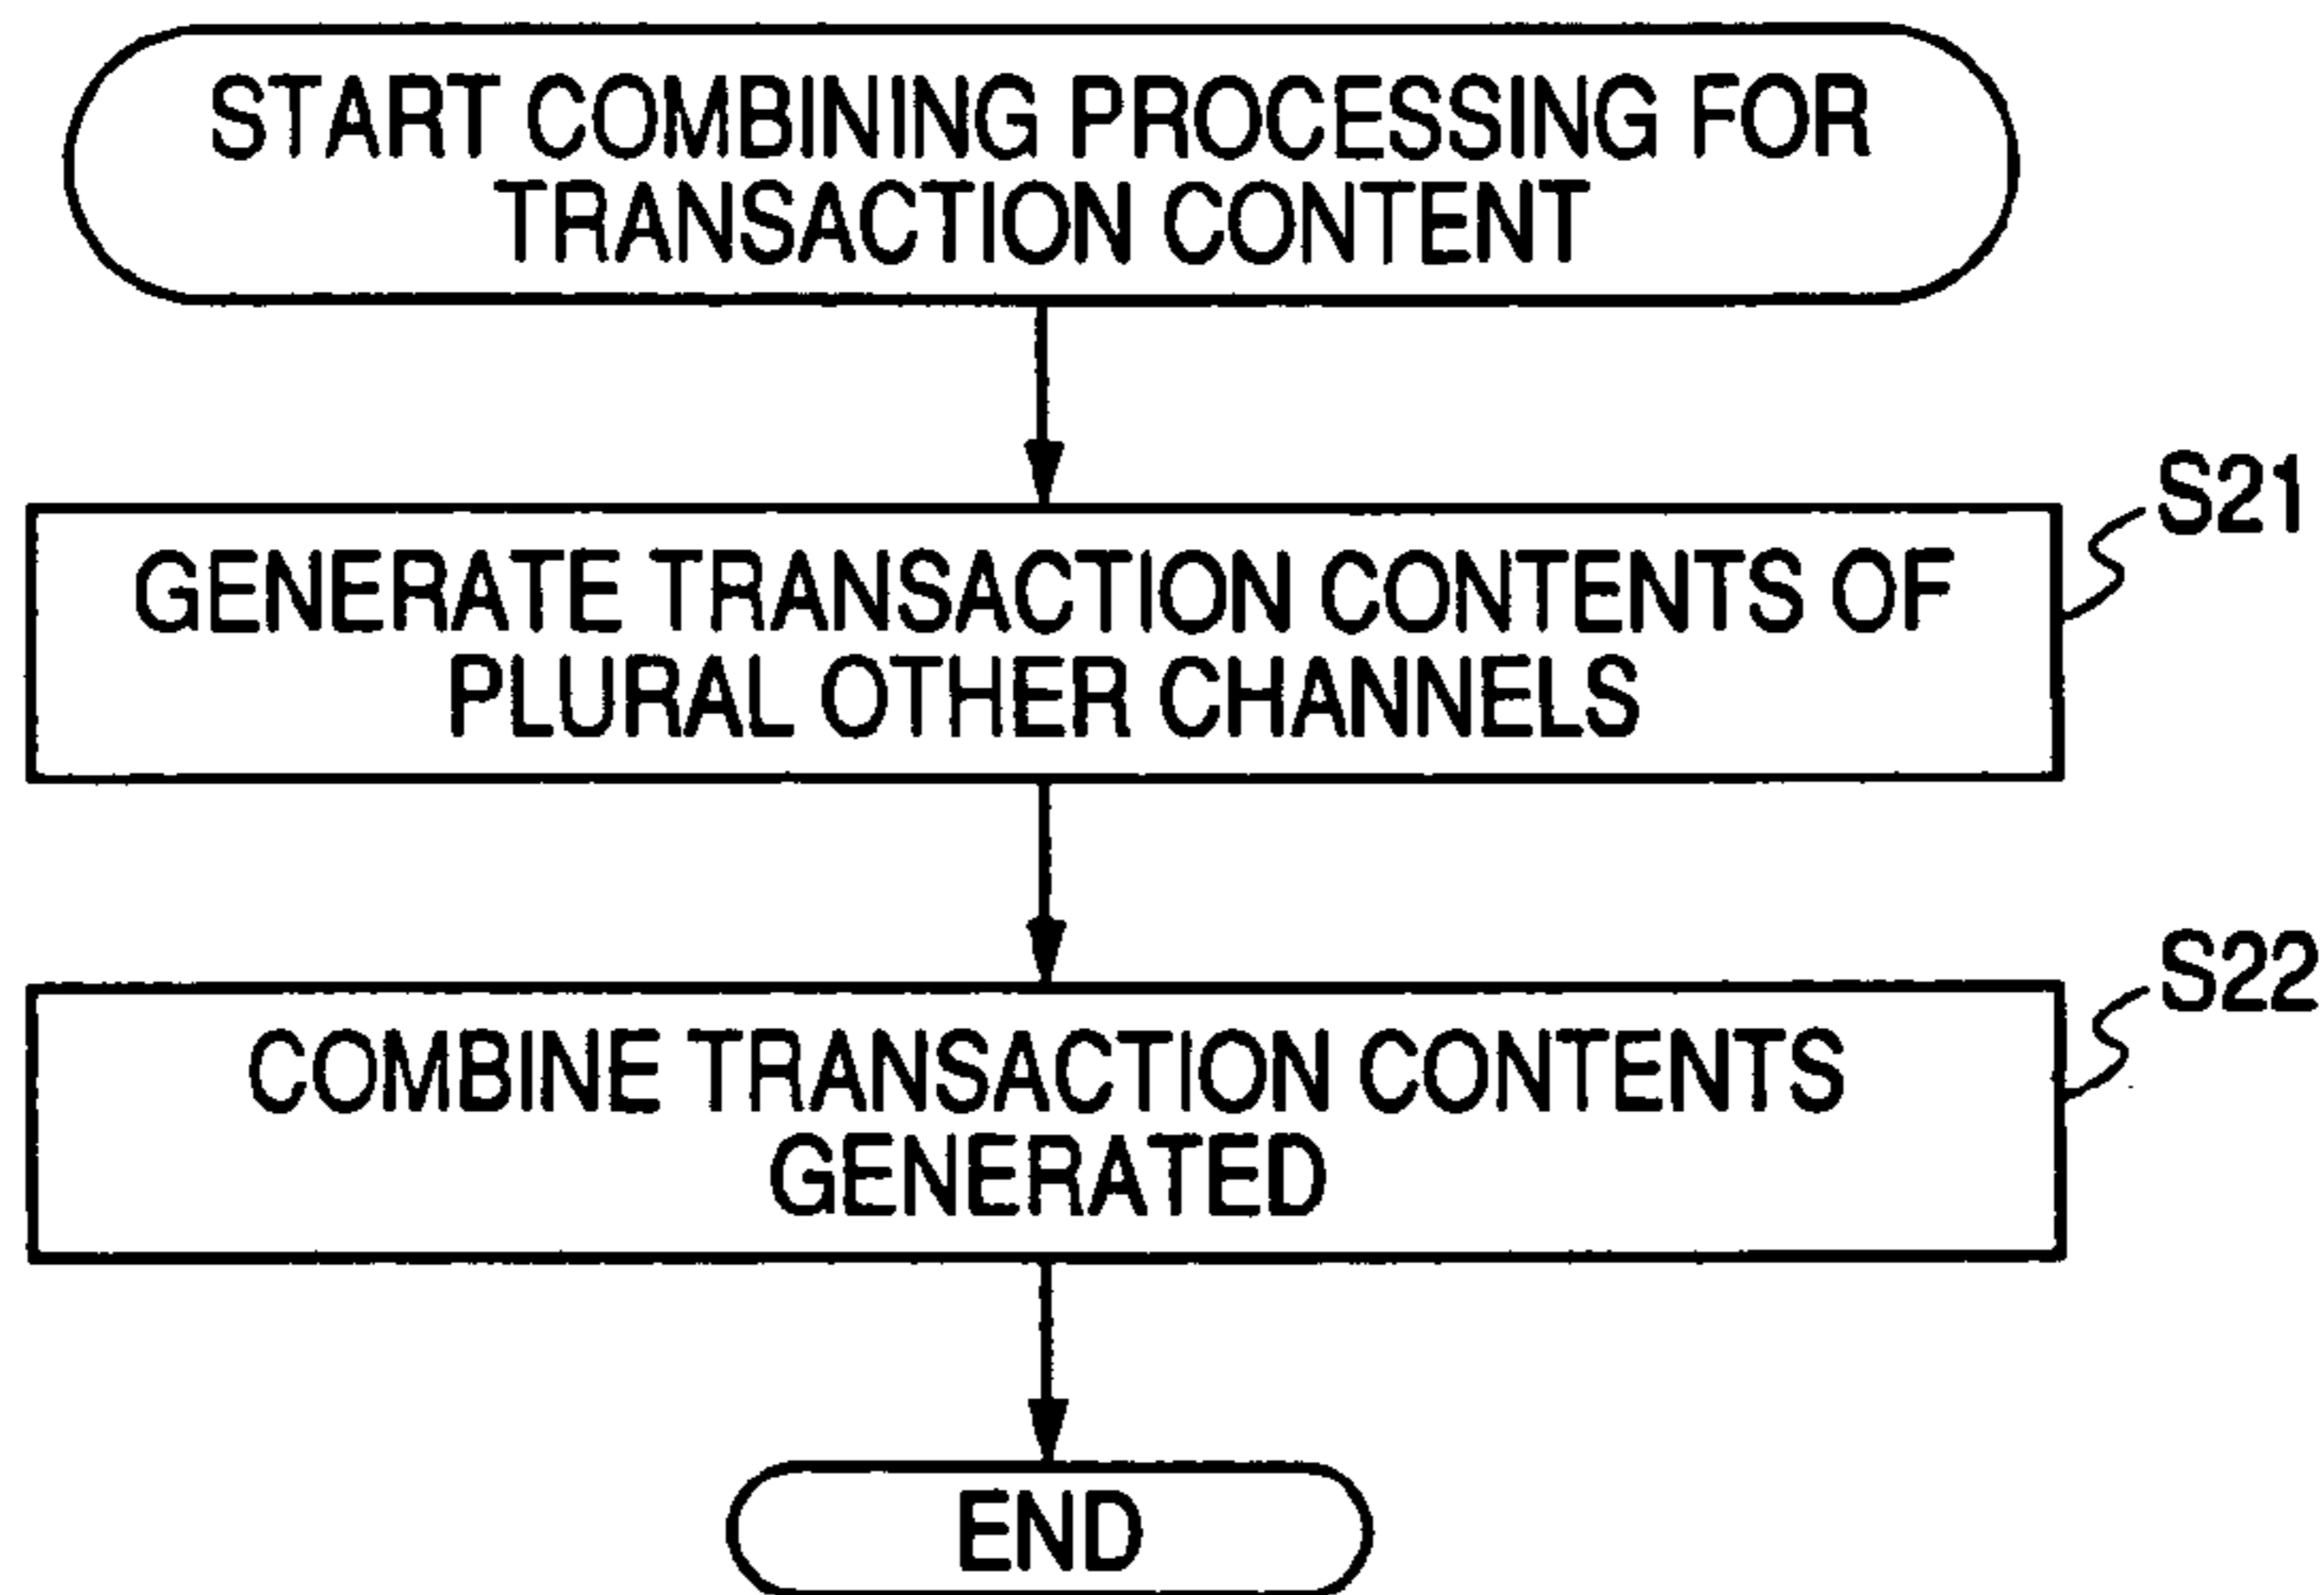 START COMBINING PROCESSING FOR
TRANSACTION CONTENT
S21
GENERATE TRANSACTION CONTENTS OF
PLURAL OTHER CHANNELS
S22
COMBINE TRANSACTION CONTENTS
GENERATED
END